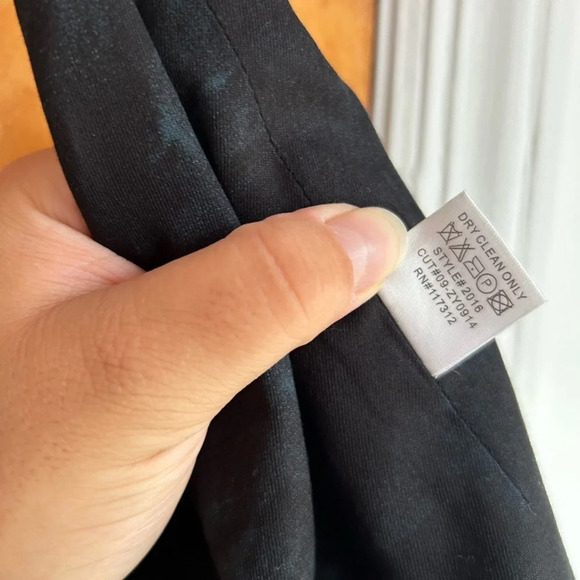 DRY CLEAN ONLY
P
STYLE# 2016
CUT#09-ZY0914
RN#117312